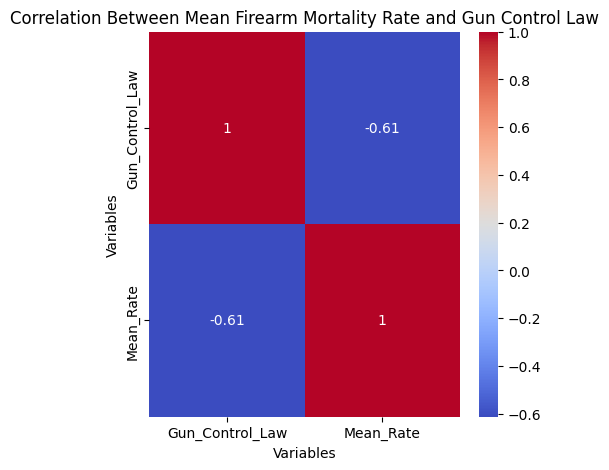 Correlation Between Mean Firearm Mortality Rate and Gun Control Law
Variables
Gun_Control_Law
Mean_Rate
1
-0.61
-0.61
1
Gun_Control_Law
Mean_Rate
Variables
1.0
0.8
0.6
0.4
0.2
0.0
−0.2
−0.4
−0.6